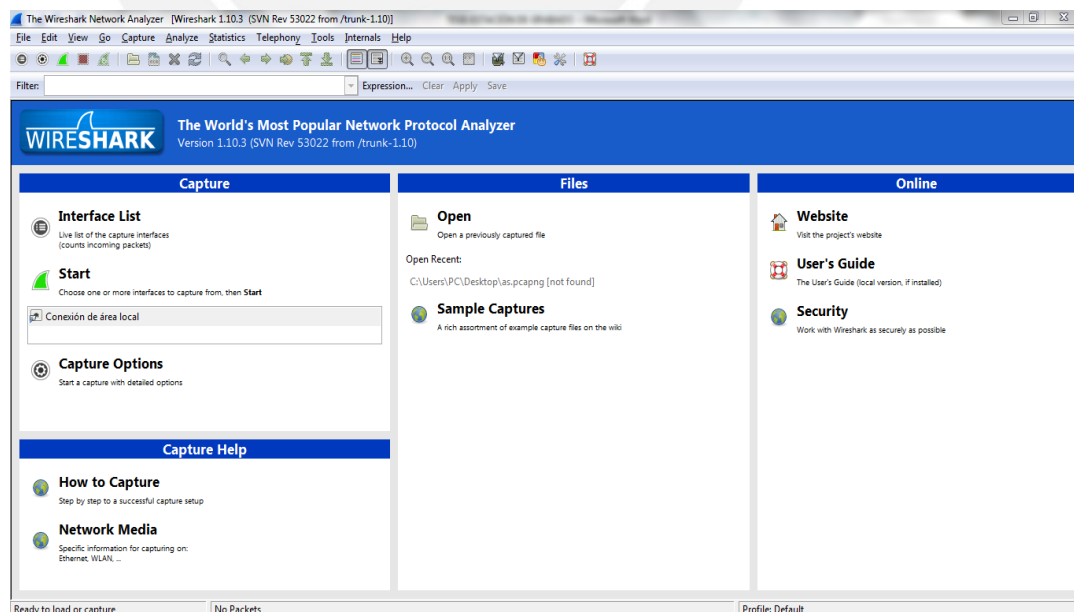 The Wireshark Network Analyzer [Wireshark 1.10.3 (SVN Rev 53022 from /trunk-1.10)]
File Edit View Go Capture Analyze Statistics Telephony Tools Internals Help
Filter:
Expression... Clear Apply Save
WIRESHARK
The World's Most Popular Network Protocol Analyzer
Version 1.10.3 (SVN Rev 53022 from /trunk-1.10)
Capture
Interface List
Live list of the capture interfaces
(counts incoming packets)
Start
Choose one or more interfaces to capture from, then Start
Conexión de área local
Capture Options
Start a capture with detailed options
Capture Help
How to Capture
Step by step to a successful capture setup
Network Media
Specific information for capturing on:
Ethernet, WLAN, ...
Files
Open
Open a previously captured file
Open Recent:
C:\Users\PC\Desktop\as.pcapng [not found]
Sample Captures
A rich assortment of example capture files on the wiki
Online
Website
Visit the project's website
User's Guide
The User's Guide (local version, if installed)
Security
Work with Wireshark as securely as possible
Ready to load or capture
No Packets
Profile: Default